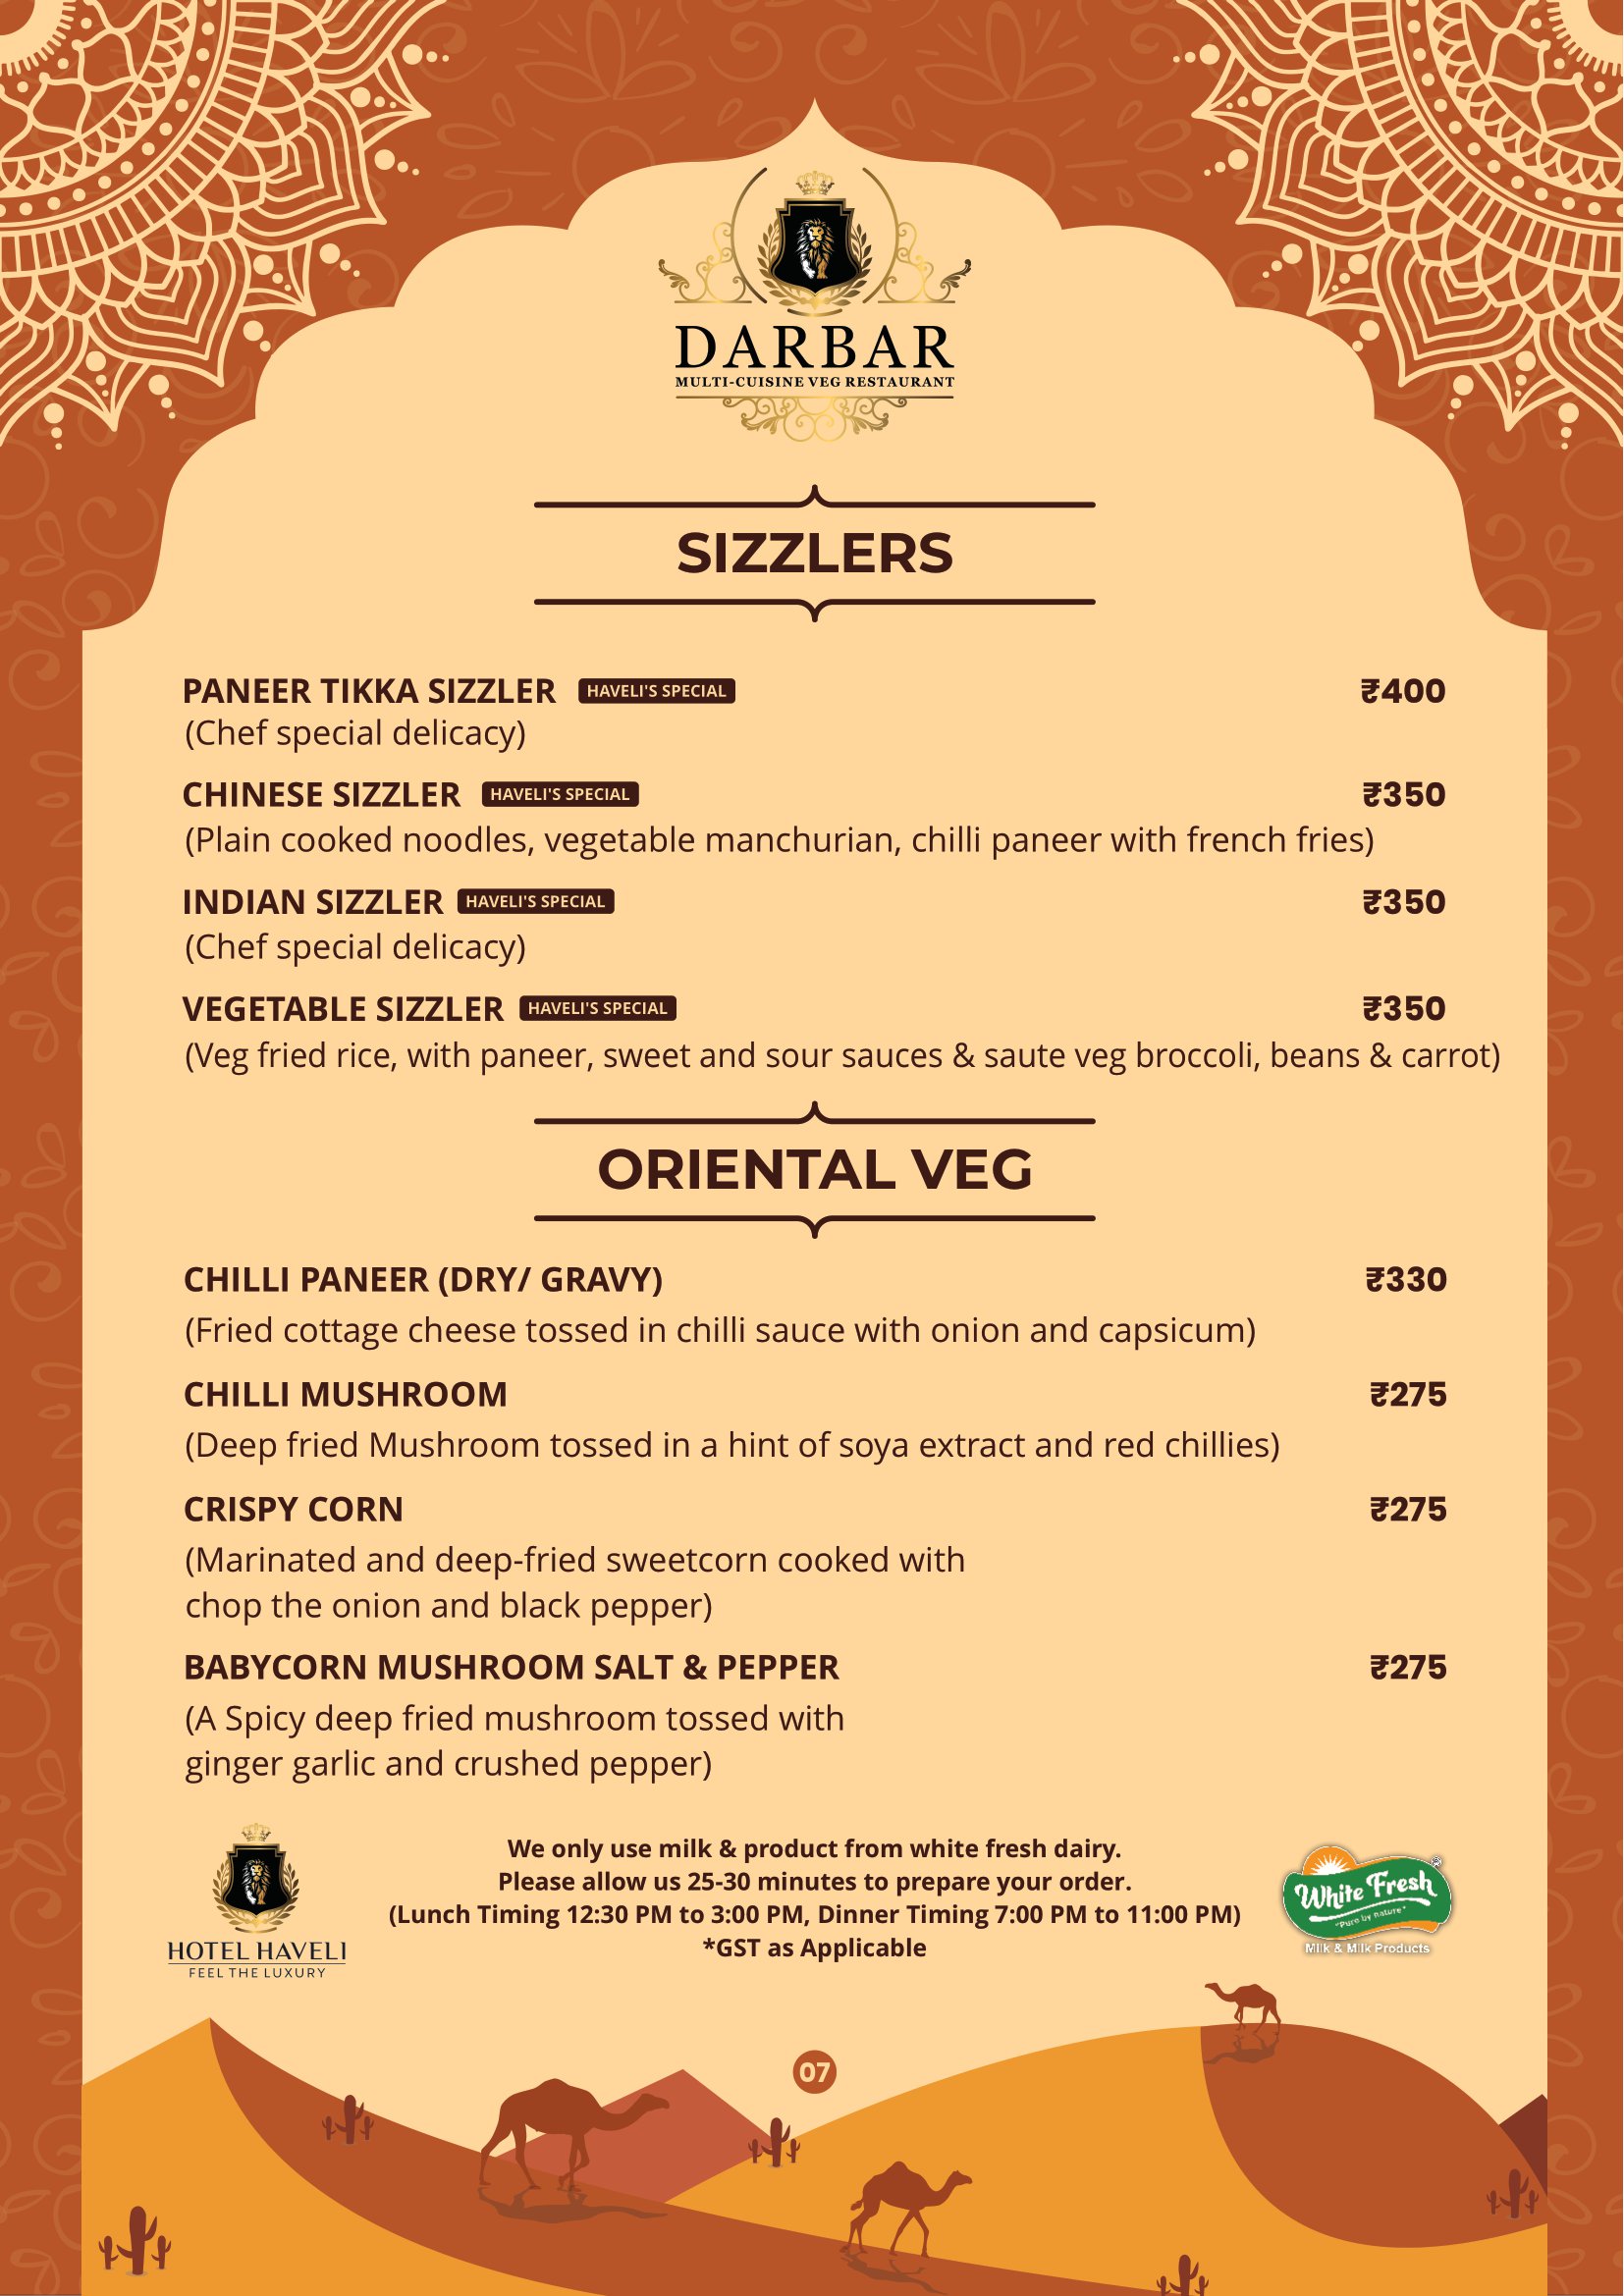 DARBAR
MULTI-CUISINE VEG RESTAURANT
SIZZLERS
PANEER TIKKA SIZZLER HAVELI'S SPECIAL ₹400
(Chef special delicacy)
CHINESE SIZZLER HAVELI'S SPECIAL ₹350
(Plain cooked noodles, vegetable manchurian, chilli paneer with french fries)
INDIAN SIZZLER HAVELI'S SPECIAL ₹350
(Chef special delicacy)
VEGETABLE SIZZLER HAVELI'S SPECIAL ₹350
(Veg fried rice, with paneer, sweet and sour sauces & saute veg broccoli, beans & carrot)
ORIENTAL VEG
CHILLI PANEER (DRY/ GRAVY) ₹330
(Fried cottage cheese tossed in chilli sauce with onion and capsicum)
CHILLI MUSHROOM ₹275
(Deep fried Mushroom tossed in a hint of soya extract and red chillies)
CRISPY CORN ₹275
(Marinated and deep-fried sweetcorn cooked with
chop the onion and black pepper)
BABYCORN MUSHROOM SALT & PEPPER ₹275
(A Spicy deep fried mushroom tossed with
ginger garlic and crushed pepper)
HOTEL HAVELI
FEEL THE LUXURY
We only use milk & product from white fresh dairy.
Please allow us 25-30 minutes to prepare your order.
(Lunch Timing 12:30 PM to 3:00 PM, Dinner Timing 7:00 PM to 11:00 PM)
*GST as Applicable
White Fresh ®
"Pure by nature"
Milk & Milk Products
07